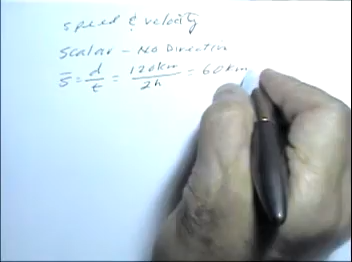 speed & velocity
Scalar - No Direction
s̅ = d/t = 120km/2h = 60km